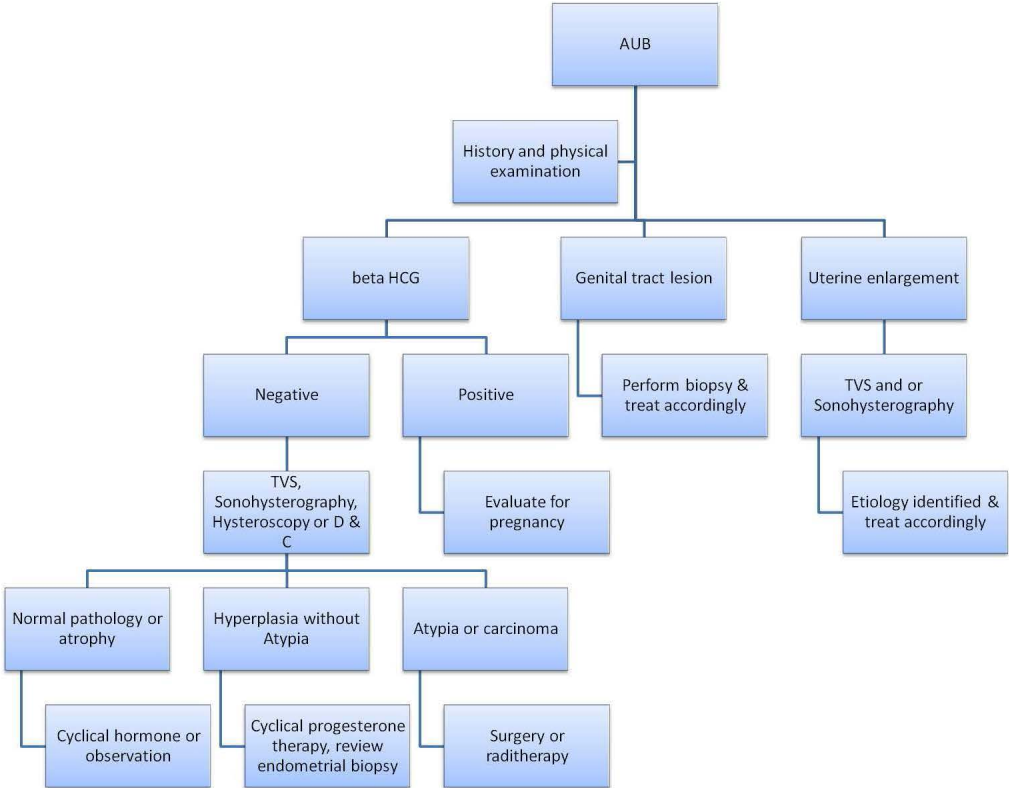 AUB
History and physical
examination
beta HCG
Genital tract lesion
Uterine enlargement
Negative
Positive
Perform biopsy &
treat accordingly
TVS and or
Sonohysterography
TVS,
Sonohysterography,
Hysteroscopy or D &
C
Evaluate for
pregnancy
Etiology identified &
treat accordingly
Normal pathology or
atrophy
Hyperplasia without
Atypia
Atypia or carcinoma
Cyclical hormone or
observation
Cyclical progesterone
therapy, review
endometrial biopsy
Surgery or
raditherapy